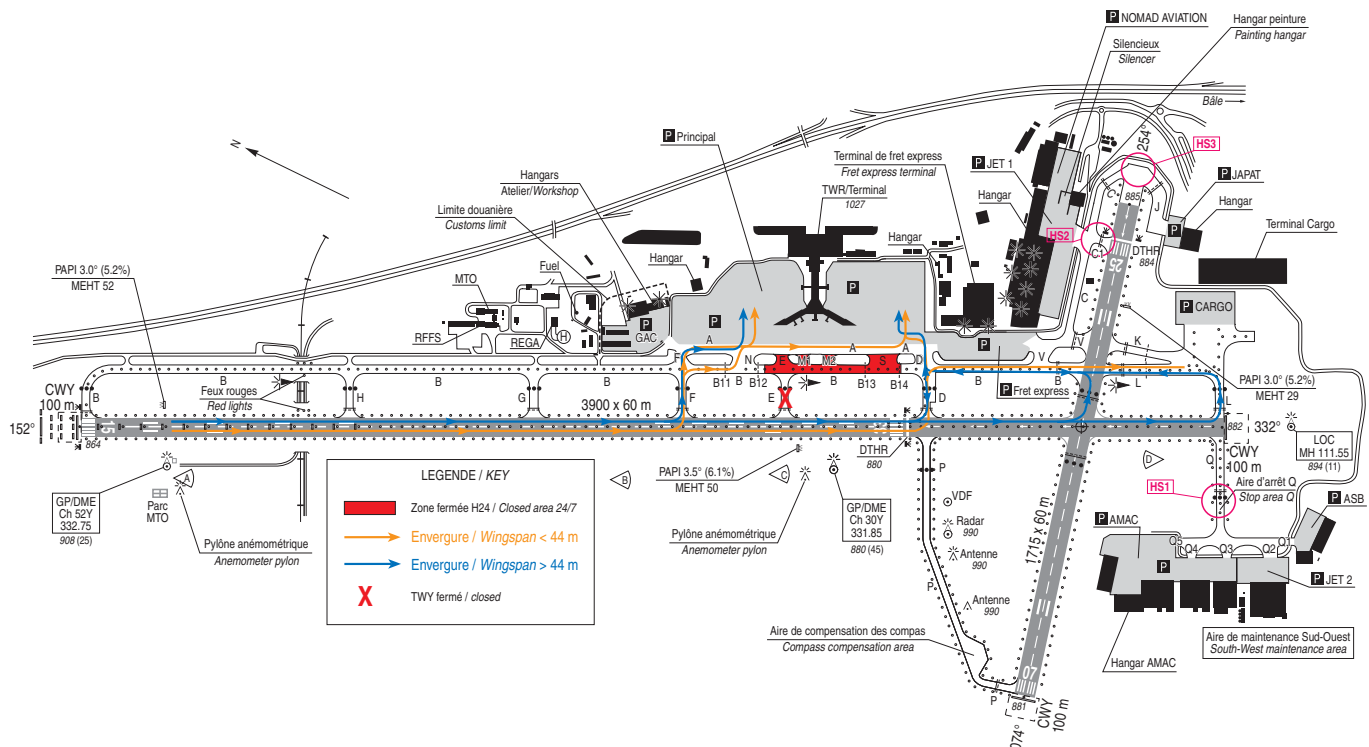 P NOMAD AVIATION
Hangar peinture
Painting hangar
Silencieux
Silencer
Bâle
254°
HS3
N
P Principal
Terminal de fret express
Fret express terminal
P JET 1
885
P JAPAT
Hangars
Atelier/Workshop
TWR/Terminal
1027
Hangar
C
J
Hangar
Limite douanière
Customs limit
HS2
P
Terminal Cargo
Hangar
C1
DTHR
884
25
PAPI 3.0° (5.2%)
MEHT 52
Fuel
Hangar
MTO
P
C
P CARGO
RFFS
REGA
H
P
GAC
P
P
A
A
A
V
V
K
F
N
E
M1
M2
S
D
B
B
B11
B
B12
B
B13
B14
B
B
L
Feux rouges
Red lights
P Fret express
PAPI 3.0° (5.2%)
MEHT 29
CWY
100 m
B
H
G
3900 x 60 m
F
E
D
L
152°
15
864
DTHR
880
882
332°
LOC
MH 111.55
894 (11)
CWY
100 m
A
GP/DME
Ch 52Y
332.75
908 (25)
Parc
MTO
Pylône anémométrique
Anemometer pylon
B
PAPI 3.5° (6.1%)
MEHT 50
C
P
D
Q
HS1
Aire d'arrêt Q
Stop area Q
LEGENDE / KEY
Zone fermée H24 / Closed area 24/7
Envergure / Wingspan < 44 m
Envergure / Wingspan > 44 m
X TWY fermé / closed
Pylône anémométrique
Anemometer pylon
GP/DME
Ch 30Y
331.85
880 (45)
VDF
Radar
990
Antenne
990
Antenne
990
1715 x 60 m
P
P AMAC
P ASB
Q5
Q4
Q3
Q2
Q1
P
P JET 2
Aire de compensation des compas
Compass compensation area
Hangar AMAC
Aire de maintenance Sud-Ouest
South-West maintenance area
07
P
881
CWY
100 m
074°